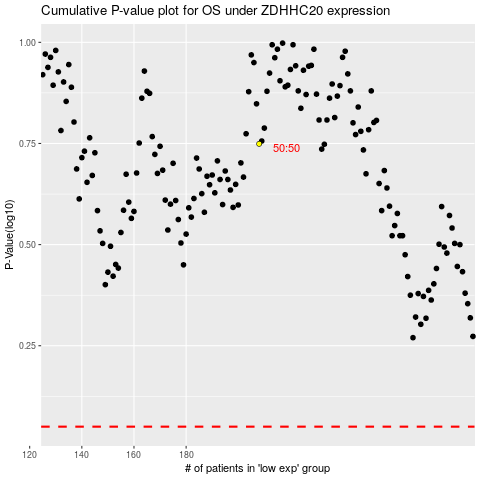 Cumulative P-value plot for OS under ZDHHC20 expression
P-Value(log10)
1.00
0.75
0.50
0.25
50:50
120 140 160 180
# of patients in 'low exp' group